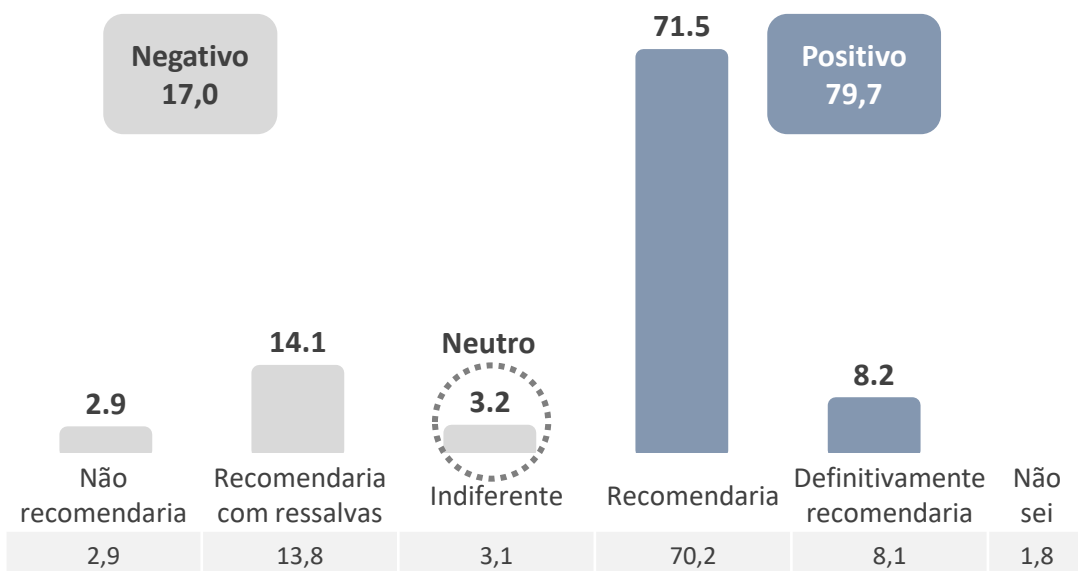 Negativo
17,0
71.5
Positivo
79,7
2.9
14.1
Neutro
3.2
8.2
Não
recomendaria
Recomendaria
com ressalvas
Indiferente
Recomendaria
Definitivamente
recomendaria
Não
sei
2,9
13,8
3,1
70,2
8,1
1,8